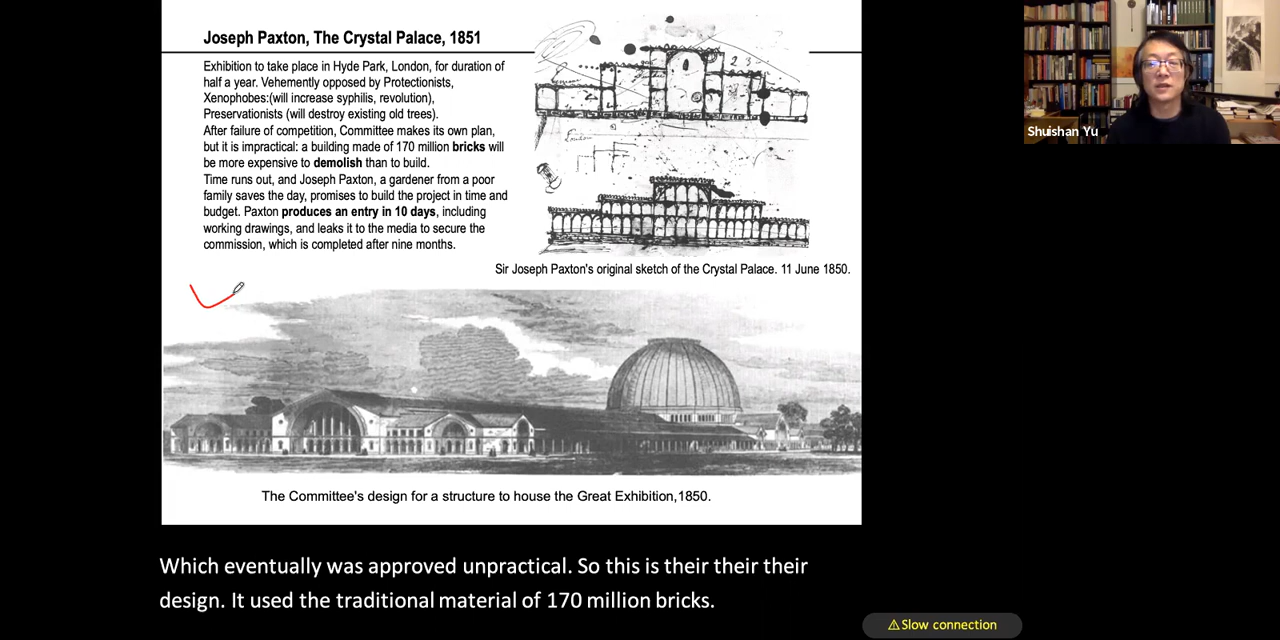 Joseph Paxton, The Crystal Palace, 1851
Exhibition to take place in Hyde Park, London, for duration of
half a year. Vehemently opposed by Protectionists,
Xenophobes:(will increase syphilis, revolution),
Preservationists (will destroy existing old trees).
After failure of competition, Committee makes its own plan,
but it is impractical: a building made of 170 million bricks will
be more expensive to demolish than to build.
Time runs out, and Joseph Paxton, a gardener from a poor
family saves the day, promises to build the project in time and
budget. Paxton produces an entry in 10 days, including
working drawings, and leaks it to the media to secure the
commission, which is completed after nine months.
Sir Joseph Paxton's original sketch of the Crystal Palace. 11 June 1850.
The Committee's design for a structure to house the Great Exhibition,1850.
Shuishan Yu
Which eventually was approved unpractical. So this is their their their
design. It used the traditional material of 170 million bricks.
Slow connection